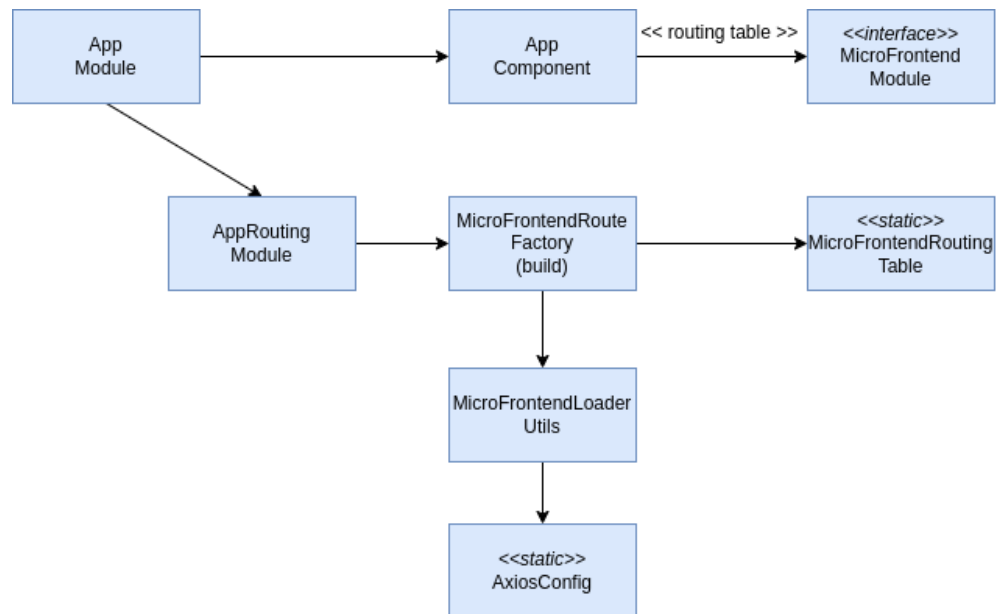 App
Module
App
Component
<< routing table >>
<<interface>>
MicroFrontend
Module
AppRouting
Module
MicroFrontendRoute
Factory
(build)
<<static>>
MicroFrontendRouting
Table
MicroFrontendLoader
Utils
<<static>>
AxiosConfig